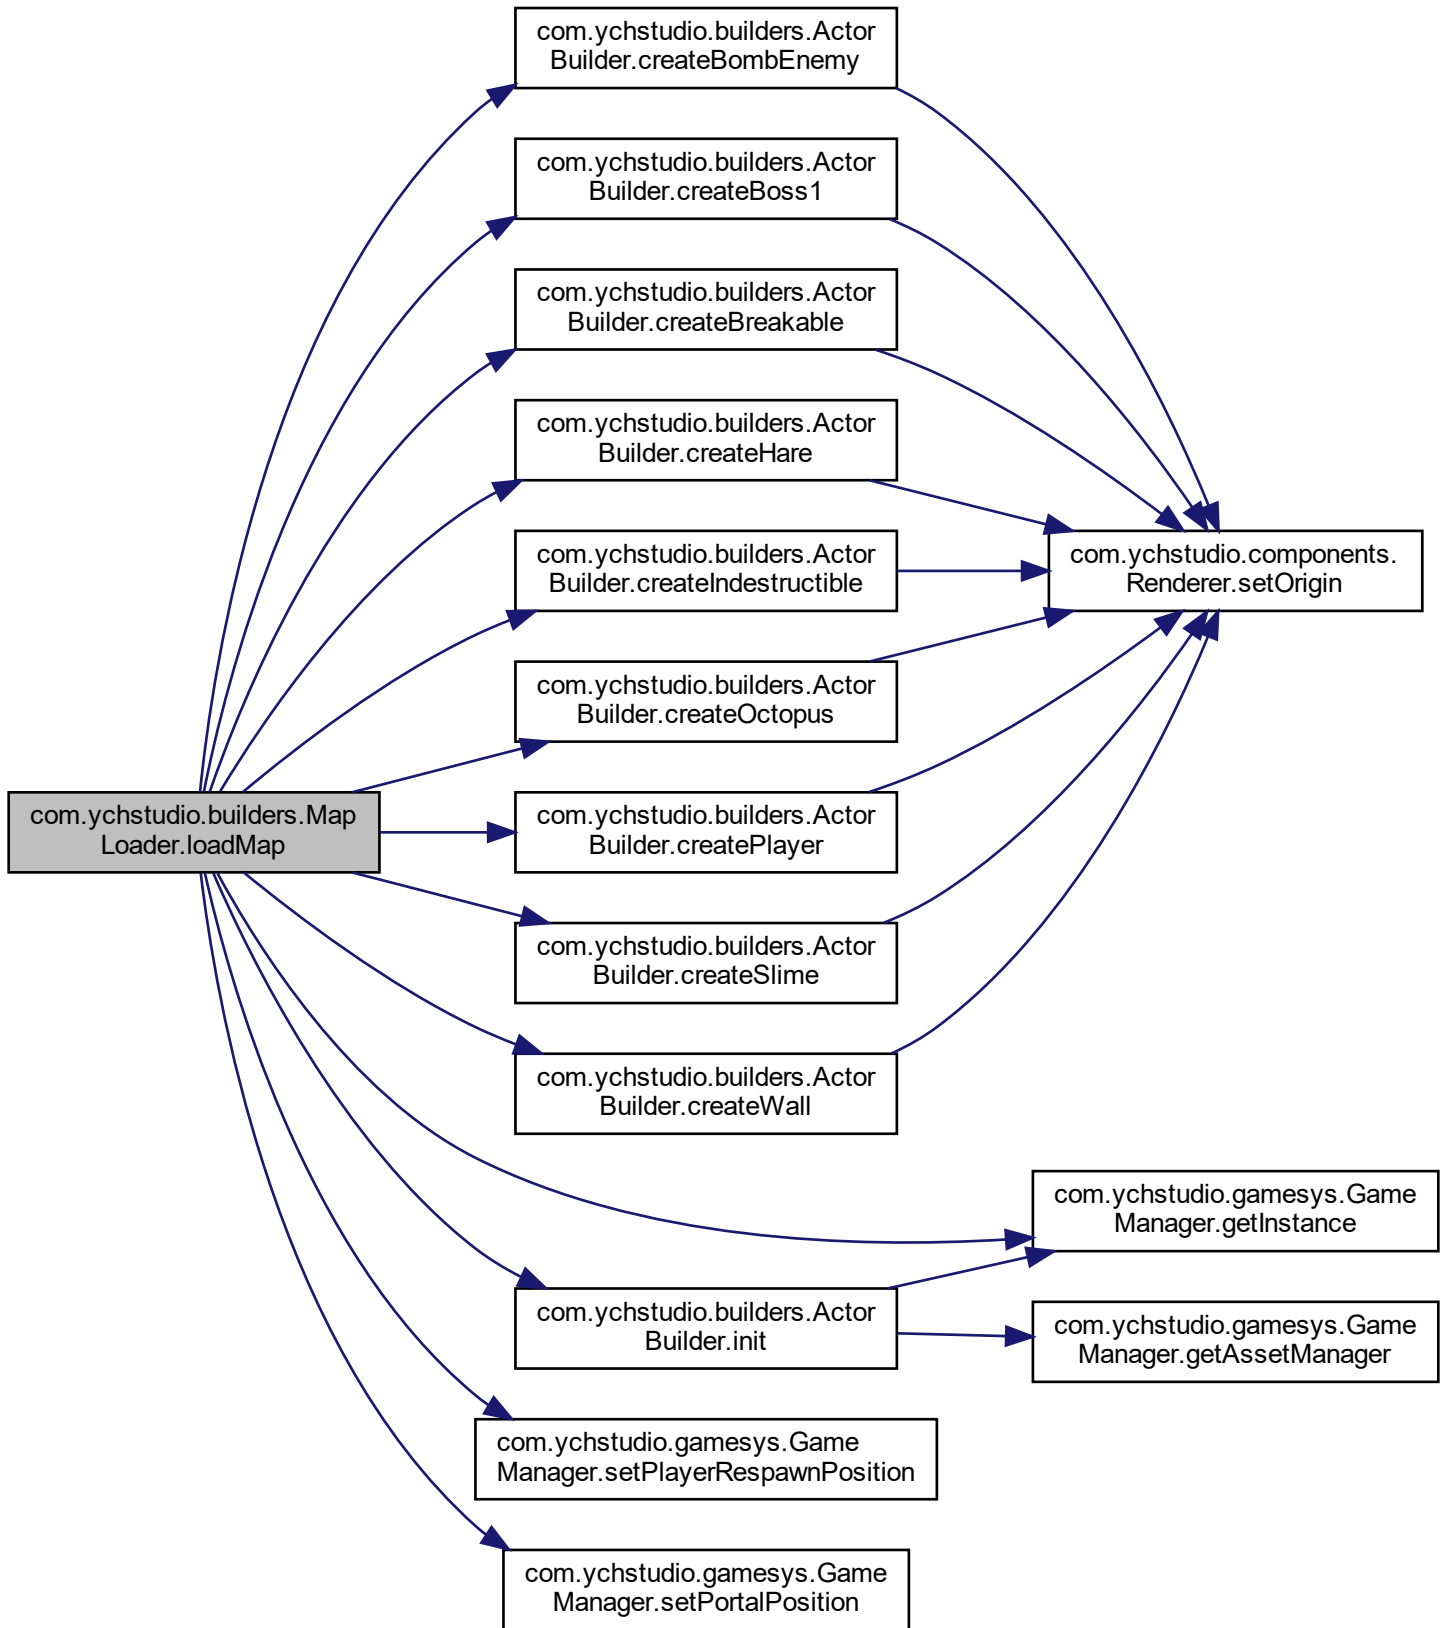 com.ychstudio.builders.Actor
Builder.createBombEnemy
com.ychstudio.builders.Actor
Builder.createBoss1
com.ychstudio.builders.Actor
Builder.createBreakable
com.ychstudio.builders.Actor
Builder.createHare
com.ychstudio.builders.Actor
Builder.createIndestructible
com.ychstudio.components.
Renderer.setOrigin
com.ychstudio.builders.Actor
Builder.createOctopus
com.ychstudio.builders.Map
Loader.loadMap
com.ychstudio.builders.Actor
Builder.createPlayer
com.ychstudio.builders.Actor
Builder.createSlime
com.ychstudio.builders.Actor
Builder.createWall
com.ychstudio.gamesys.Game
Manager.getInstance
com.ychstudio.builders.Actor
Builder.init
com.ychstudio.gamesys.Game
Manager.getAssetManager
com.ychstudio.gamesys.Game
Manager.setPlayerRespawnPosition
com.ychstudio.gamesys.Game
Manager.setPortalPosition